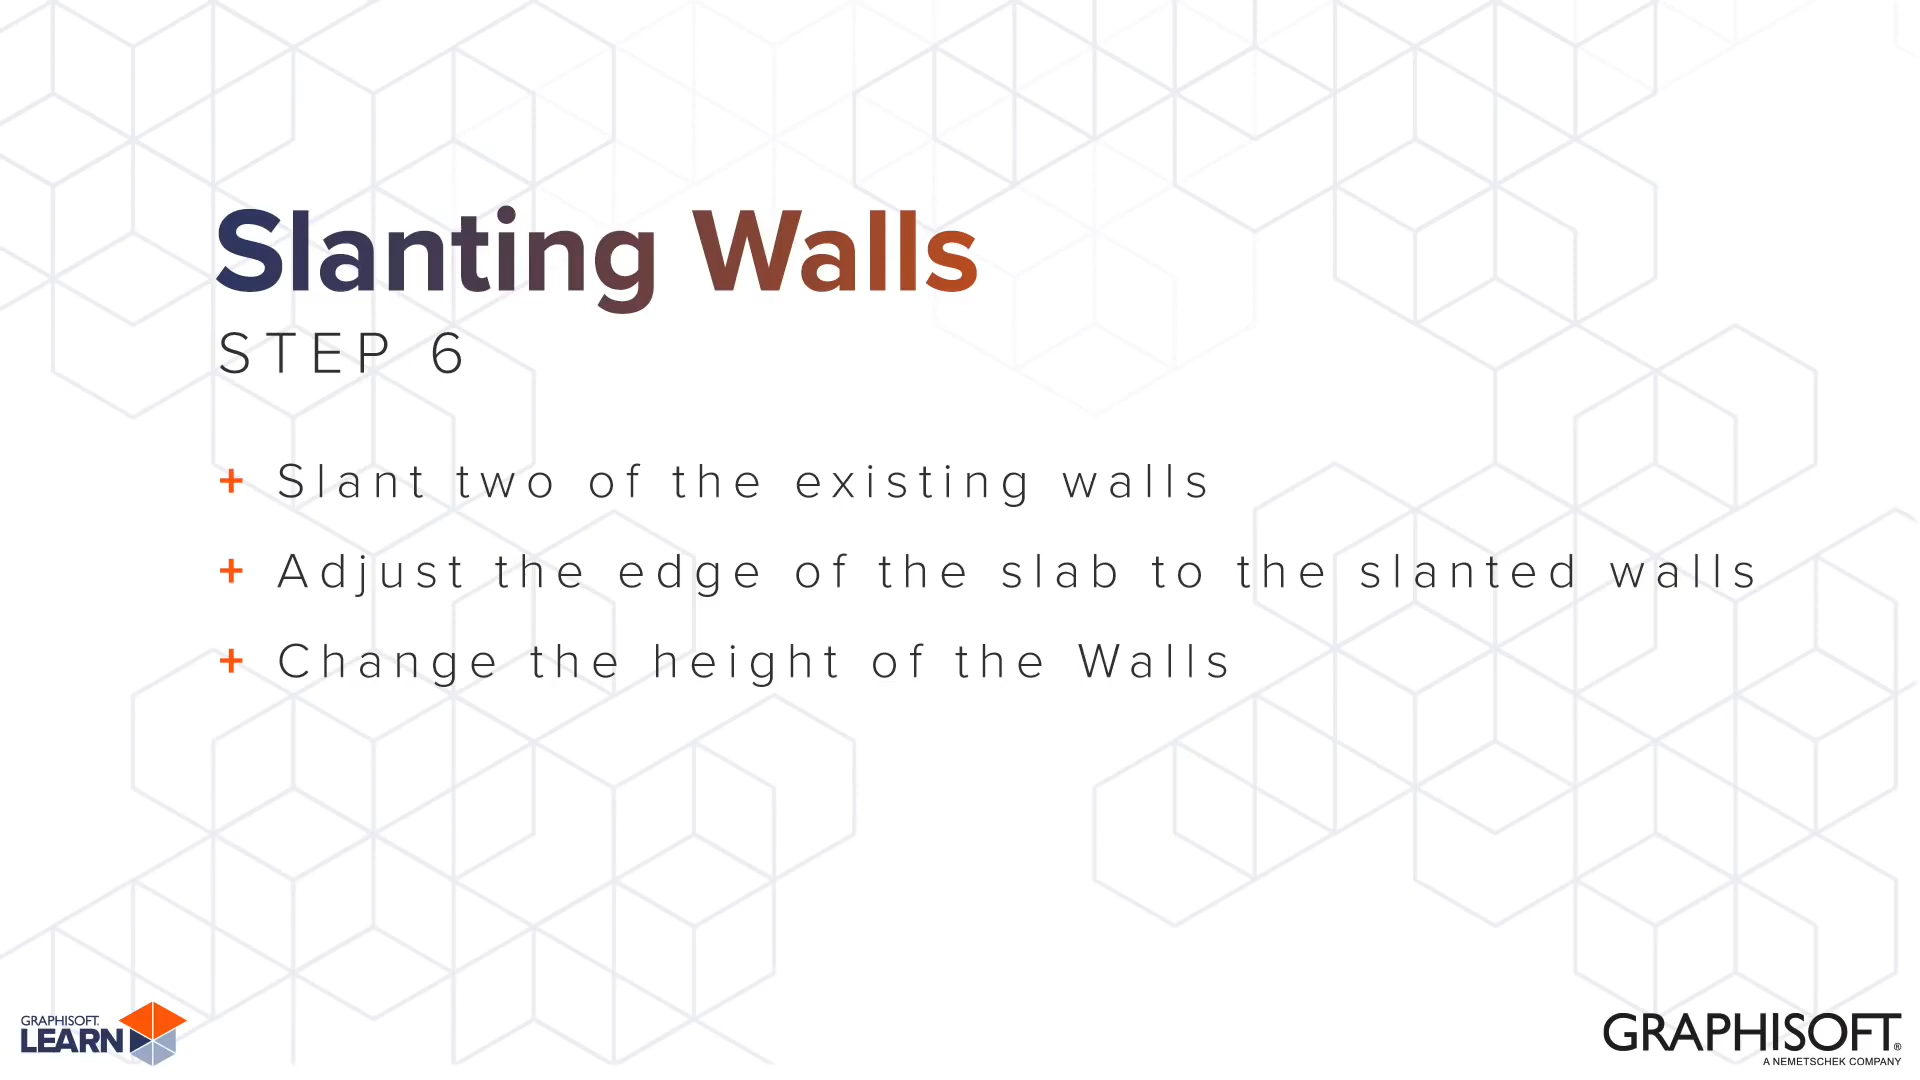 Slanting Walls
STEP 6
+ Slant two of the existing walls
+ Adjust the edge of the slab to the slanted walls
+ Change the height of the Walls
GRAPHISOFT.
LEARN
GRAPHISOFT®
A NEMETSCHEK COMPANY